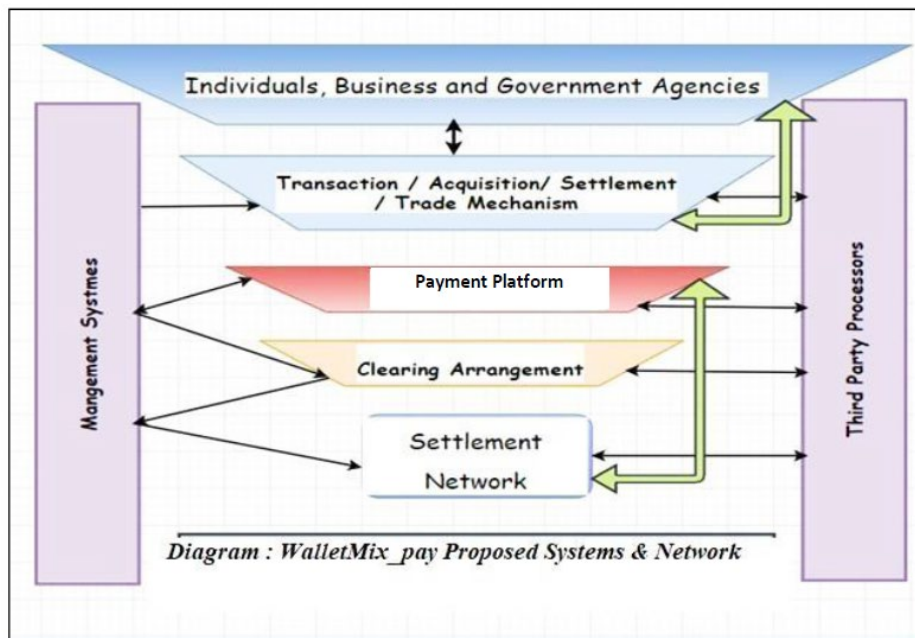 Individuals, Business and Government Agencies
Transaction / Acquisition/ Settlement
/ Trade Mechanism
Payment Platform
Clearing Arrangement
Settlement
Network
Mangement Systmes
Third Party Processors
Diagram : WalletMix_pay Proposed Systems & Network